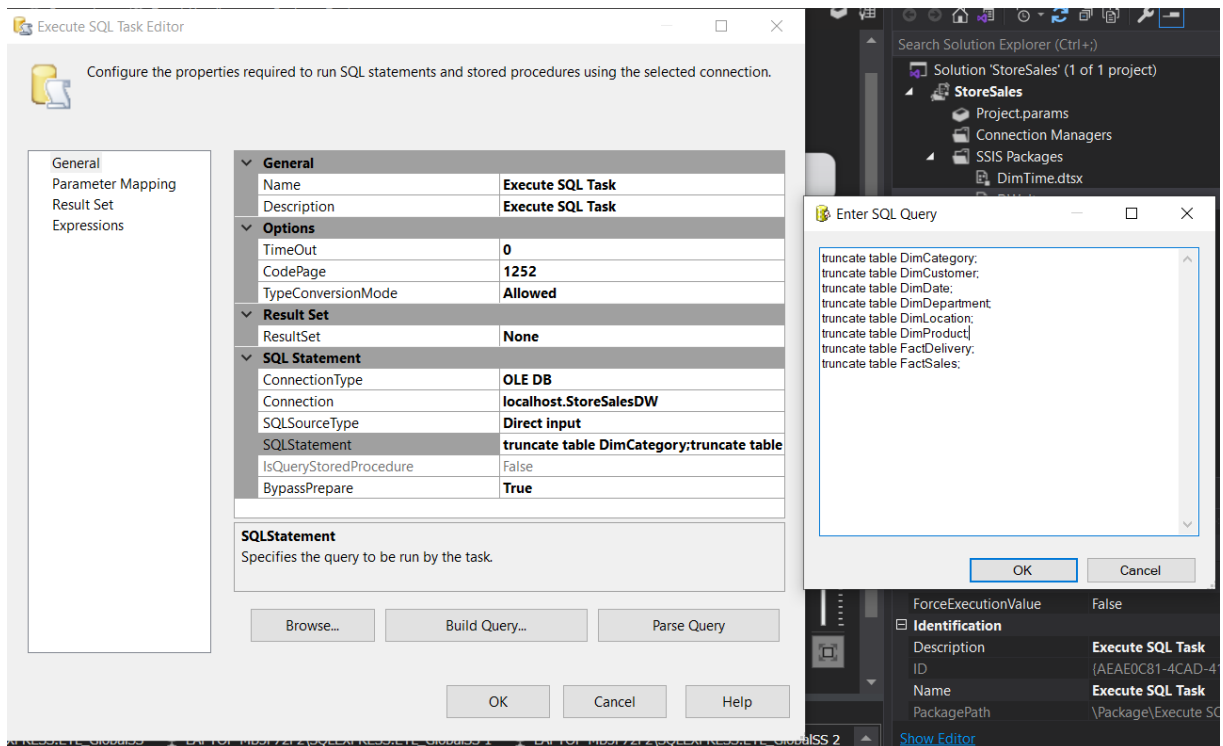 Execute SQL Task Editor
Configure the properties required to run SQL statements and stored procedures using the selected connection.
General
Parameter Mapping
Result Set
Expressions
General
Name Execute SQL Task
Description Execute SQL Task
Options
TimeOut 0
CodePage 1252
TypeConversionMode Allowed
Result Set
ResultSet None
SQL Statement
ConnectionType OLE DB
Connection localhost.StoreSalesDW
SQLSourceType Direct input
SQLStatement truncate table DimCategory;truncate table
IsQueryStoredProcedure False
BypassPrepare True
SQLStatement
Specifies the query to be run by the task.
Browse...
Build Query...
Parse Query
OK
Cancel
Help
Search Solution Explorer (Ctrl+;)
Solution 'StoreSales' (1 of 1 project)
StoreSales
Project.params
Connection Managers
SSIS Packages
DimTime.dtsx
Enter SQL Query
truncate table DimCategory;
truncate table DimCustomer;
truncate table DimDate;
truncate table DimDepartment;
truncate table DimLocation;
truncate table DimProduct;
truncate table FactDelivery;
truncate table FactSales;
OK
Cancel
ForceExecutionValue False
Identification
Description Execute SQL Task
ID {AEAE0C81-4CAD-41
Name Execute SQL Task
PackagePath \Package\Execute SQ
Show Editor